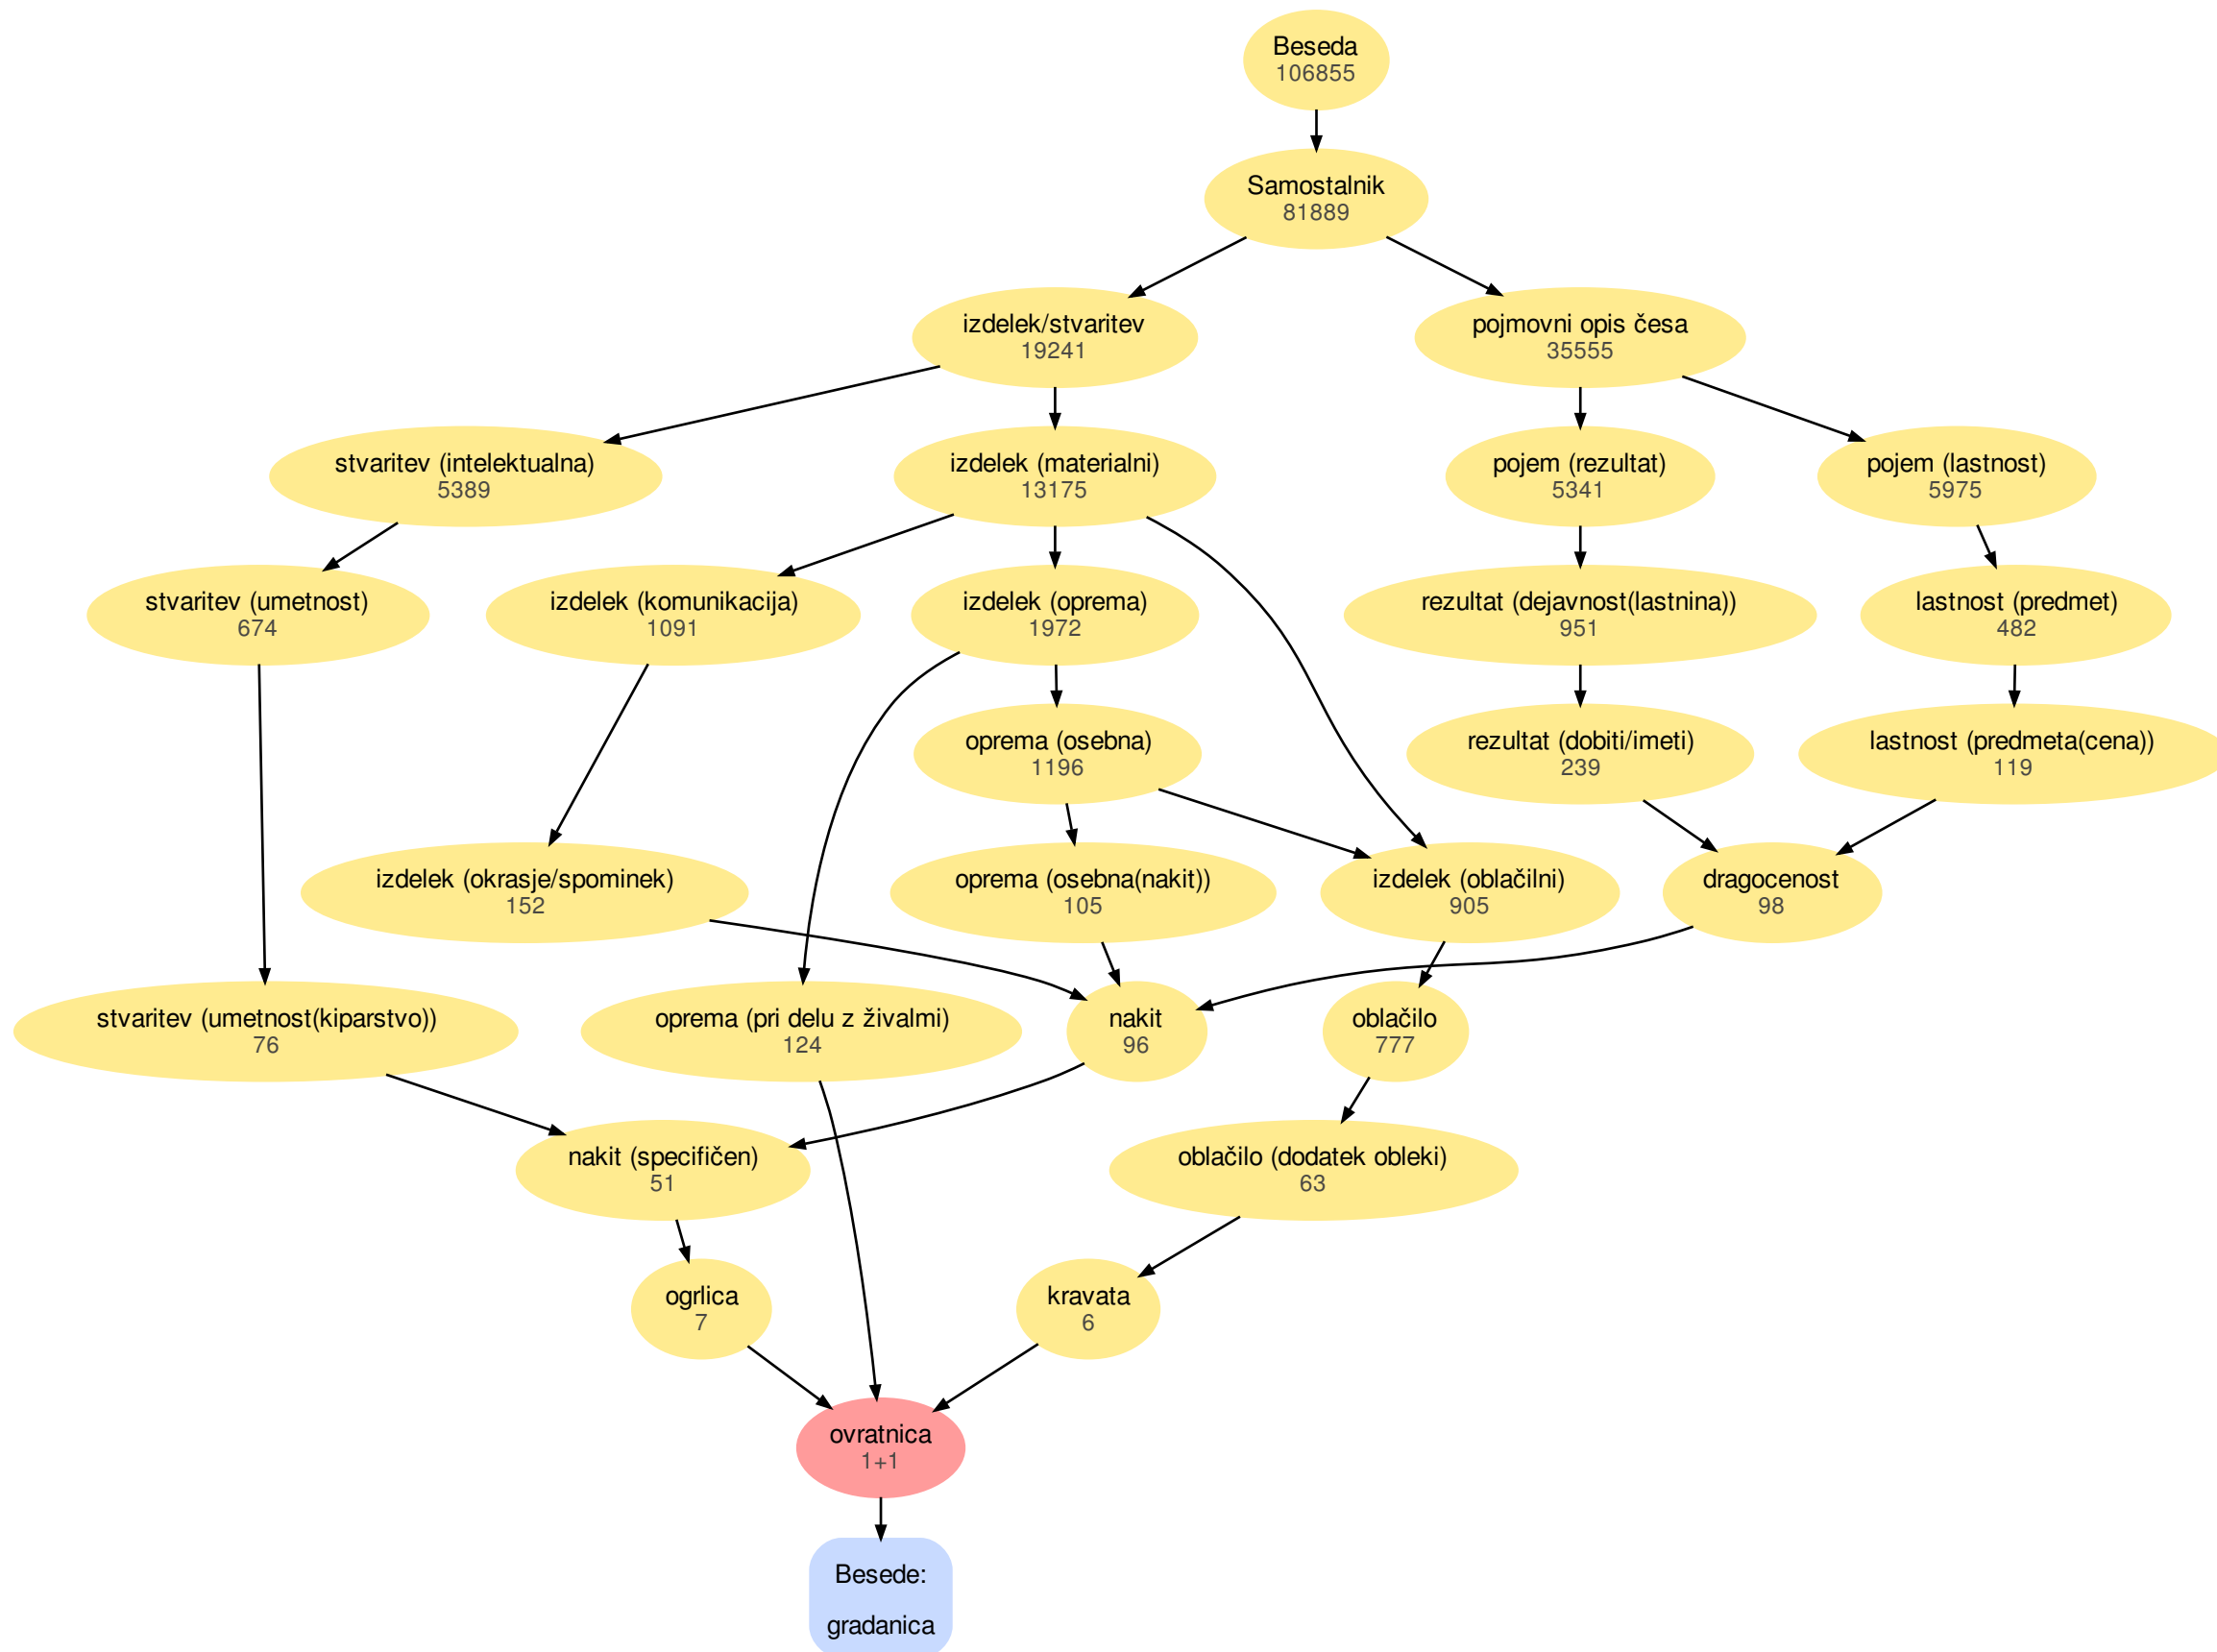 Beseda
106855
Samostalnik
81889
izdelek/stvaritev
19241
pojmovni opis česa
35555
stvaritev (intelektualna)
5389
izdelek (materialni)
13175
pojem (rezultat)
5341
pojem (lastnost)
5975
stvaritev (umetnost)
674
izdelek (komunikacija)
1091
izdelek (oprema)
1972
rezultat (dejavnost(lastnina))
951
lastnost (predmet)
482
oprema (osebna)
1196
rezultat (dobiti/imeti)
239
lastnost (predmeta(cena))
119
izdelek (okrasje/spominek)
152
oprema (osebna(nakit))
105
izdelek (oblačilni)
905
dragocenost
98
stvaritev (umetnost(kiparstvo))
76
oprema (pri delu z živalmi)
124
nakit
96
oblačilo
777
nakit (specifičen)
51
oblačilo (dodatek obleki)
63
ogrlica
7
kravata
6
ovratnica
1+1
Besede:
gradanica